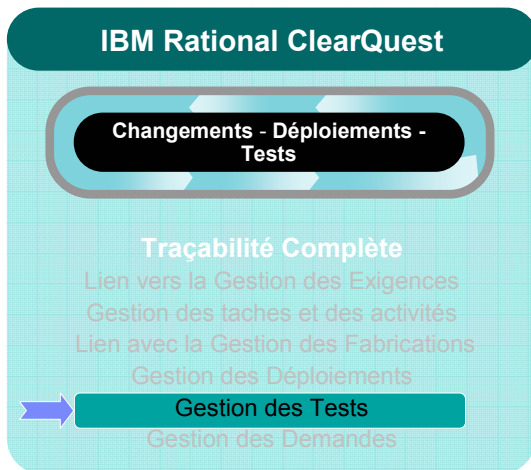 IBM Rational ClearQuest
Changements - Déploiements -
Tests
Traçabilité Complète
Lien vers la Gestion des Exigences
Gestion des taches et des activités
Lien avec la Gestion des Fabrications
Gestion des Déploiements
Gestion des Tests
Gestion des Demandes